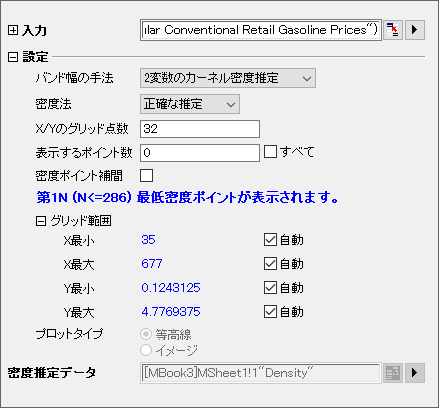 入力 ılar Conventional Retail Gasoline Prices")
設定
バンド幅の手法 2変数のカーネル密度推定
密度法 正確な推定
X/Yのグリッド点数 32
表示するポイント数 0 すべて
密度ポイント補間
第1N (N<=286) 最低密度ポイントが表示されます。
グリッド範囲
X最小 35 自動
X最大 677 自動
Y最小 0.1243125 自動
Y最大 4.7769375 自動
プロットタイプ 等高線
イメージ
密度推定データ [MBook3]MSheet1!1"Density"